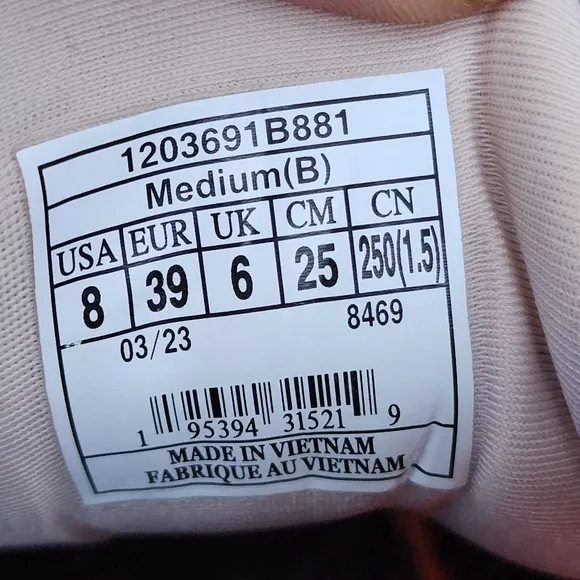 1203691B881
Medium(B)
USA EUR UK CM CN
8 39 6 25 250(1.5)
03/23 8469
1 95394 31521 9
MADE IN VIETNAM
FABRIQUE AU VIETNAM